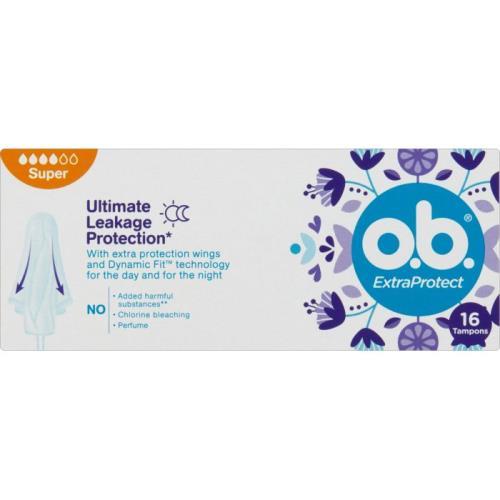 Super
Ultimate
Leakage
Protection*
With extra protection wings
and Dynamic Fit™ technology
for the day and for the night
NO
• Added harmful
substances**
• Chlorine bleaching
• Perfume
o.b.®
ExtraProtect
16
Tampons